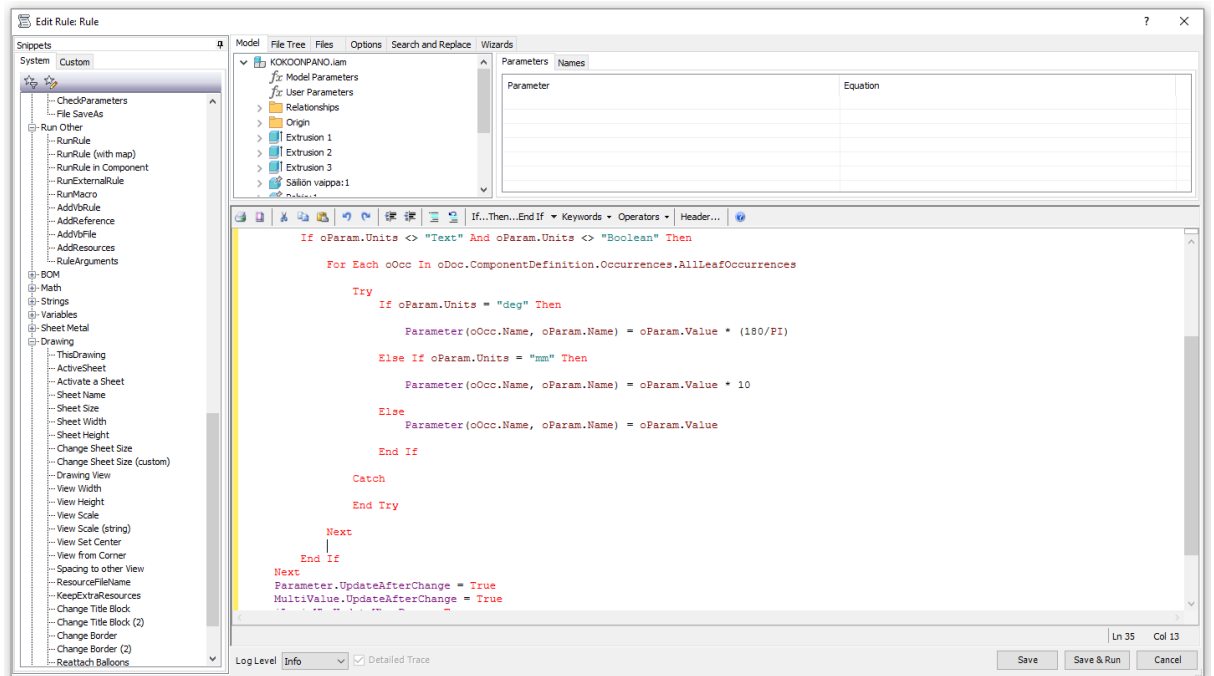 Edit Rule: Rule
?
Snippets
System Custom
CheckParameters
File SaveAs
Run Other
RunRule
RunRule (with map)
RunRule in Component
RunExternalRule
RunMacro
AddVbRule
AddReference
AddVbFile
AddResources
RuleArguments
BOM
Math
Strings
Variables
Sheet Metal
Drawing
ThisDrawing
ActiveSheet
Activate a Sheet
Sheet Name
Sheet Size
Sheet Width
Sheet Height
Change Sheet Size
Change Sheet Size (custom)
Drawing View
View Width
View Height
View Scale
View Scale (string)
View Set Center
View from Corner
Spacing to other View
ResourceFileName
KeepExtraResources
Change Title Block
Change Title Block (2)
Change Border
Change Border (2)
Reattach Balloons
Model File Tree Files Options Search and Replace Wizards
KOKOONPANO.iam
fx Model Parameters
fx User Parameters
Relationships
Origin
Extrusion 1
Extrusion 2
Extrusion 3
Säiliön vaippa:1
Parameters Names
Parameter Equation
If...Then...End If Keywords Operators Header...
If oParam.Units <> "Text" And oParam.Units <> "Boolean" Then
For Each oOcc In oDoc.ComponentDefinition.Occurrences.AllLeafOccurrences
Try
If oParam.Units = "deg" Then
Parameter(oOcc.Name, oParam.Name) = oParam.Value * (180/PI)
Else If oParam.Units = "mm" Then
Parameter(oOcc.Name, oParam.Name) = oParam.Value * 10
Else
Parameter(oOcc.Name, oParam.Name) = oParam.Value
End If
Catch
End Try
Next
End If
Next
Parameter.UpdateAfterChange = True
MultiValue.UpdateAfterChange = True
Ln 35 Col 13
Log Level Info Detailed Trace
Save Save & Run Cancel